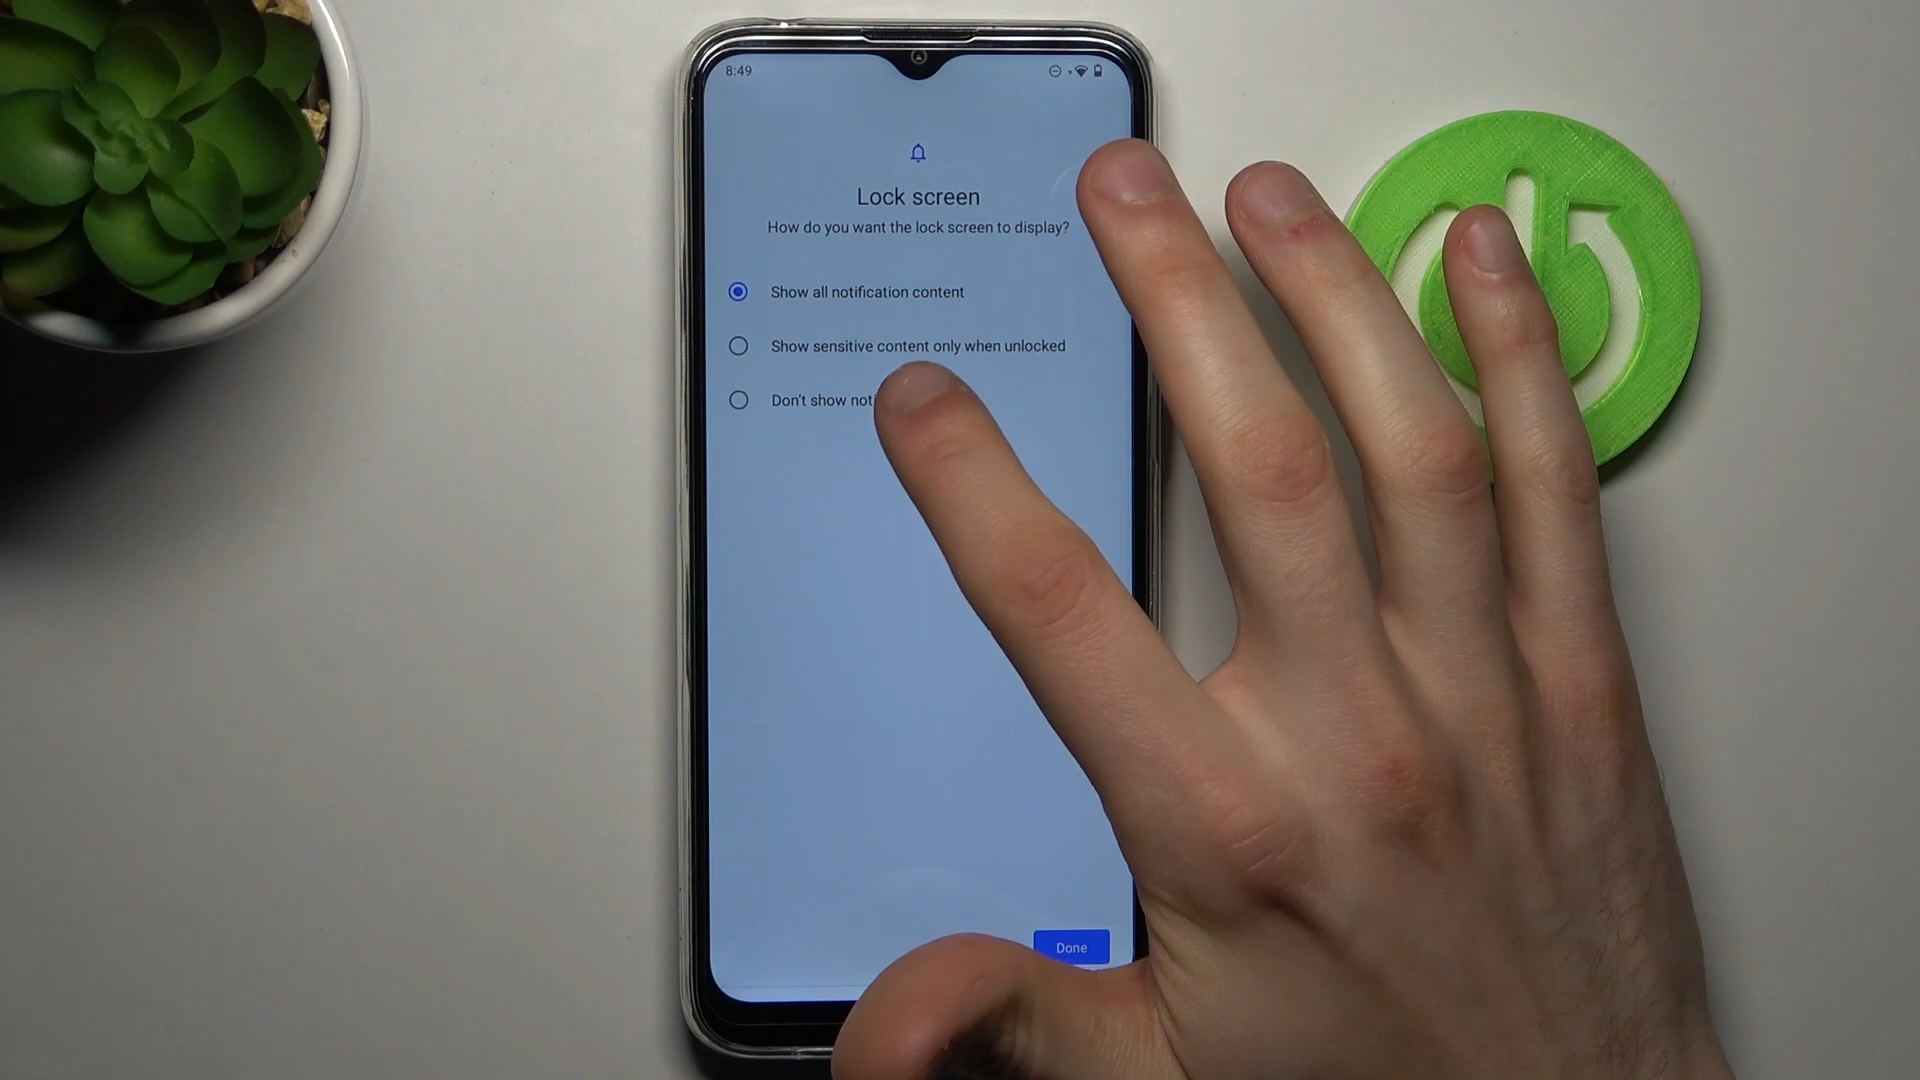 8:49
Lock screen
How do you want the lock screen to display?
Show all notification content
Show sensitive content only when unlocked
Don't show
Done